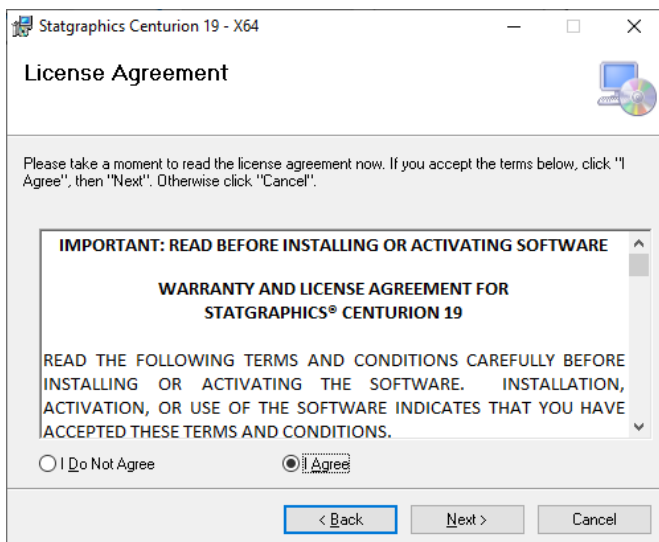 Statgraphics Centurion 19 - X64
License Agreement
Please take a moment to read the license agreement now. If you accept the terms below, click "I
Agree", then "Next". Otherwise click "Cancel".
IMPORTANT: READ BEFORE INSTALLING OR ACTIVATING SOFTWARE
WARRANTY AND LICENSE AGREEMENT FOR
STATGRAPHICS® CENTURION 19
READ THE FOLLOWING TERMS AND CONDITIONS CAREFULLY BEFORE
INSTALLING OR ACTIVATING THE SOFTWARE. INSTALLATION,
ACTIVATION, OR USE OF THE SOFTWARE INDICATES THAT YOU HAVE
ACCEPTED THESE TERMS AND CONDITIONS.
I Do Not Agree
I Agree
< Back
Next >
Cancel